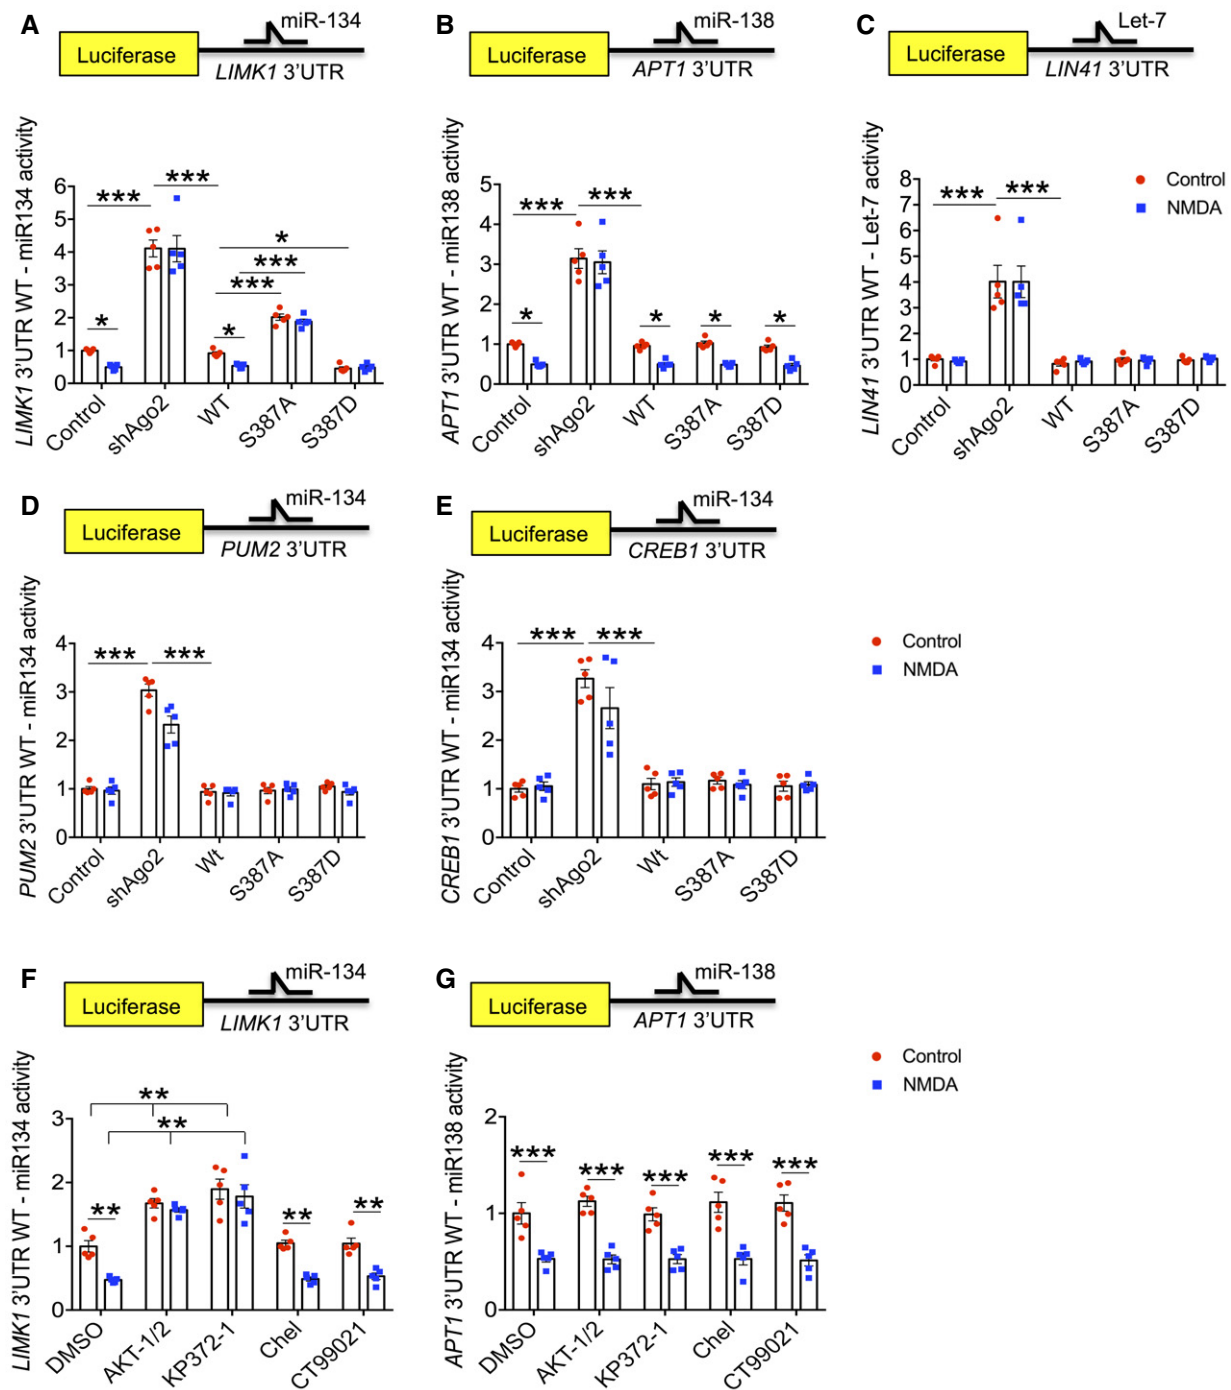 A
Luciferase
miR-134
LIMK1 3'UTR
LIMK1 3'UTR WT - miR134 activity
6
5
4
3
2
1
0
***
***
*
*
***
***
*
Control
shAgo2
WT
S387A
S387D
B
Luciferase
miR-138
APT1 3'UTR
APT1 3'UTR WT - miR138 activity
5
4
3
2
1
0
***
***
*
*
*
*
Control
shAgo2
WT
S387A
S387D
C
Luciferase
Let-7
LIN41 3'UTR
LIN41 3'UTR WT - Let-7 activity
8
7
6
5
4
3
2
1
0
***
***
Control
shAgo2
WT
S387A
S387D
Control
NMDA
D
Luciferase
miR-134
PUM2 3'UTR
PUM2 3'UTR WT - miR134 activity
4
3
2
1
0
***
***
Control
shAgo2
Wt
S387A
S387D
E
Luciferase
miR-134
CREB1 3'UTR
CREB1 3'UTR WT - miR134 activity
4
3
2
1
0
***
***
Control
shAgo2
Wt
S387A
S387D
Control
NMDA
F
Luciferase
miR-134
LIMK1 3'UTR
LIMK1 3'UTR WT - miR134 activity
3
2
1
0
**
**
**
**
**
DMSO
AKT-1/2
KP372-1
Chel
CT99021
G
Luciferase
miR-138
APT1 3'UTR
APT1 3'UTR WT - miR138 activity
2
1
0
***
***
***
***
***
DMSO
AKT-1/2
KP372-1
Chel
CT99021
Control
NMDA